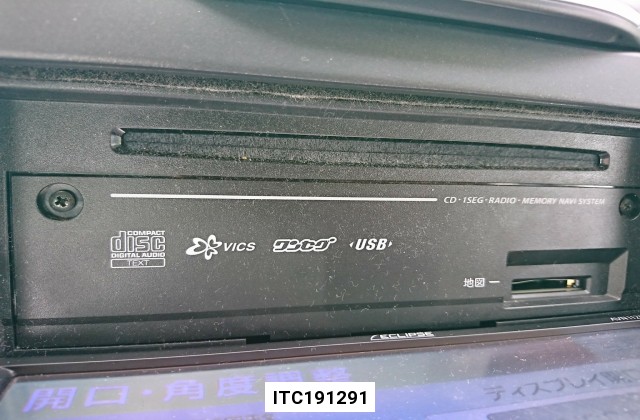 CD・1SEG・RADIO・MEMORY NAVI SYSTEM
COMPACT
disc
DIGITAL AUDIO
TEXT
VICS
ワンセグ
USB
地図
ECLIPSE
開口・角度調整
ディスプレイ
ITC191291